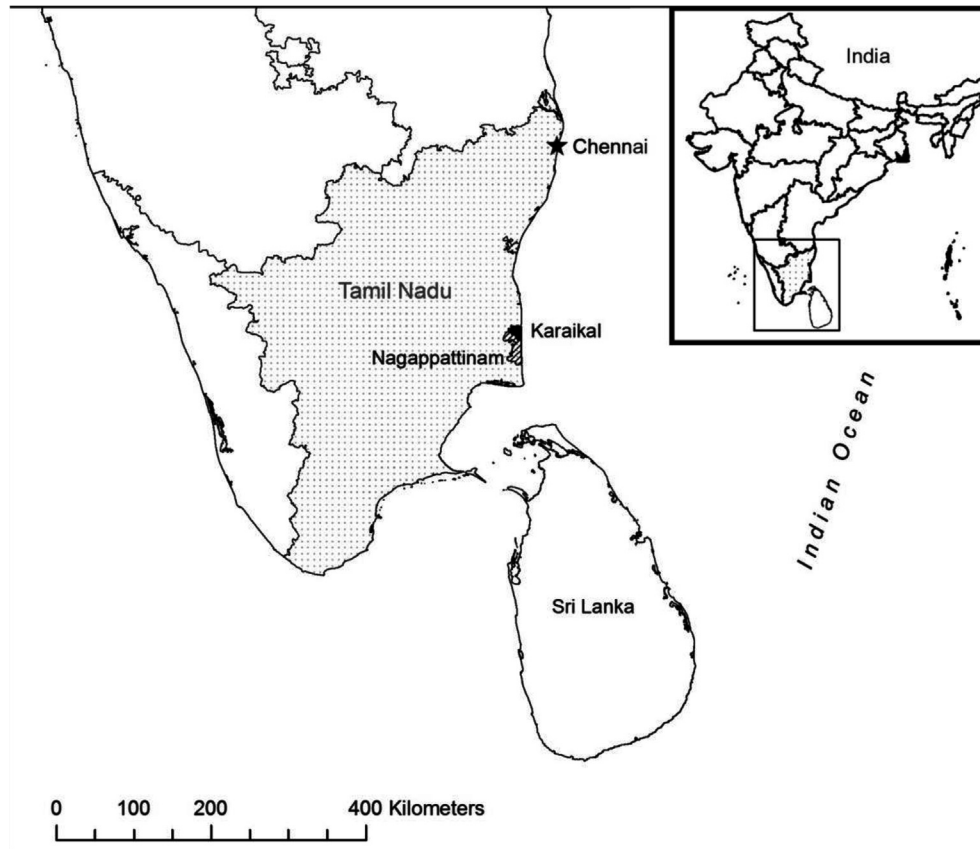 India
Chennai
Tamil Nadu
Karaikal
Nagappattinam
Indian Ocean
Sri Lanka
0 100 200 400 Kilometers